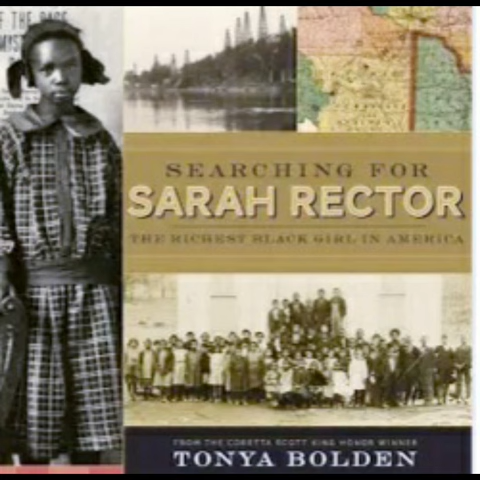 SEARCHING FOR
SARAH RECTOR
THE RICHEST BLACK GIRL IN AMERICA
FROM THE CORETTA SCOTT KING HONOR WINNER
TONYA BOLDEN